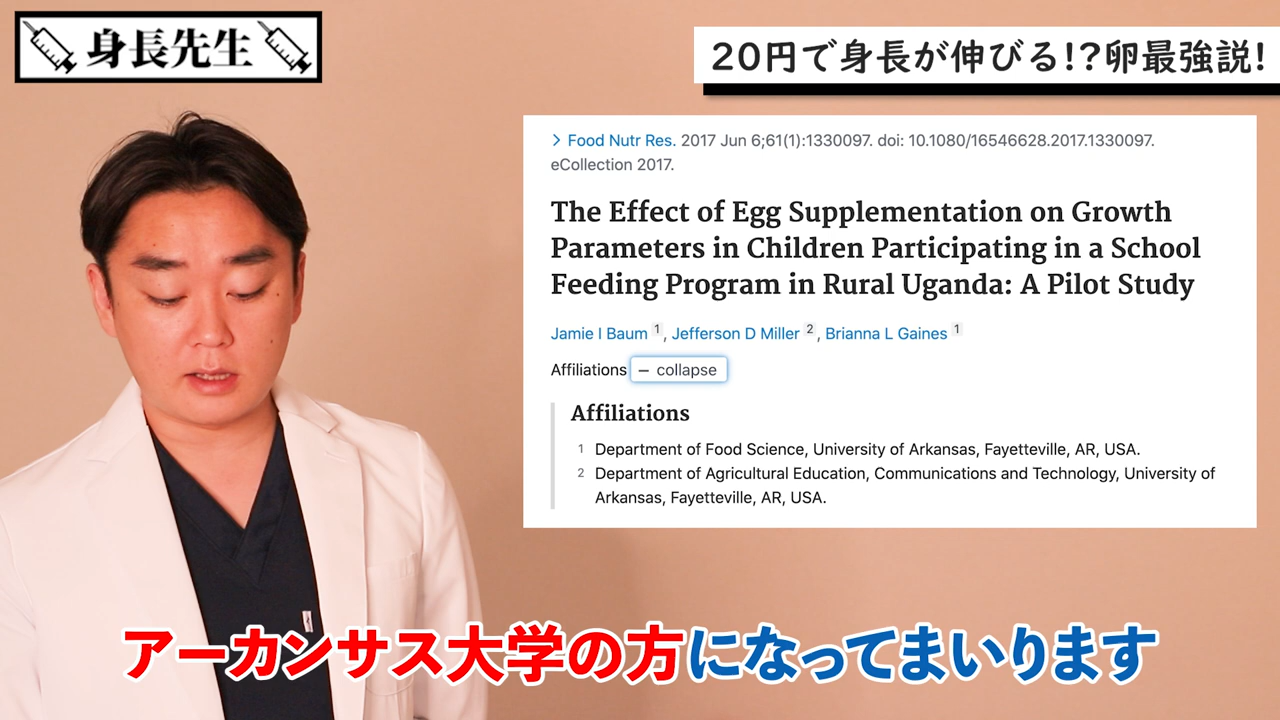 身長先生
20円で身長が伸びる!?卵最強説!
> Food Nutr Res. 2017 Jun 6;61(1):1330097. doi: 10.1080/16546628.2017.1330097.
eCollection 2017.
The Effect of Egg Supplementation on Growth
Parameters in Children Participating in a School
Feeding Program in Rural Uganda: A Pilot Study
Jamie I Baum 1, Jefferson D Miller 2, Brianna L Gaines 1
Affiliations − collapse
Affiliations
1 Department of Food Science, University of Arkansas, Fayetteville, AR, USA.
2 Department of Agricultural Education, Communications and Technology, University of
Arkansas, Fayetteville, AR, USA.
アーカンサス大学の方になってまいります